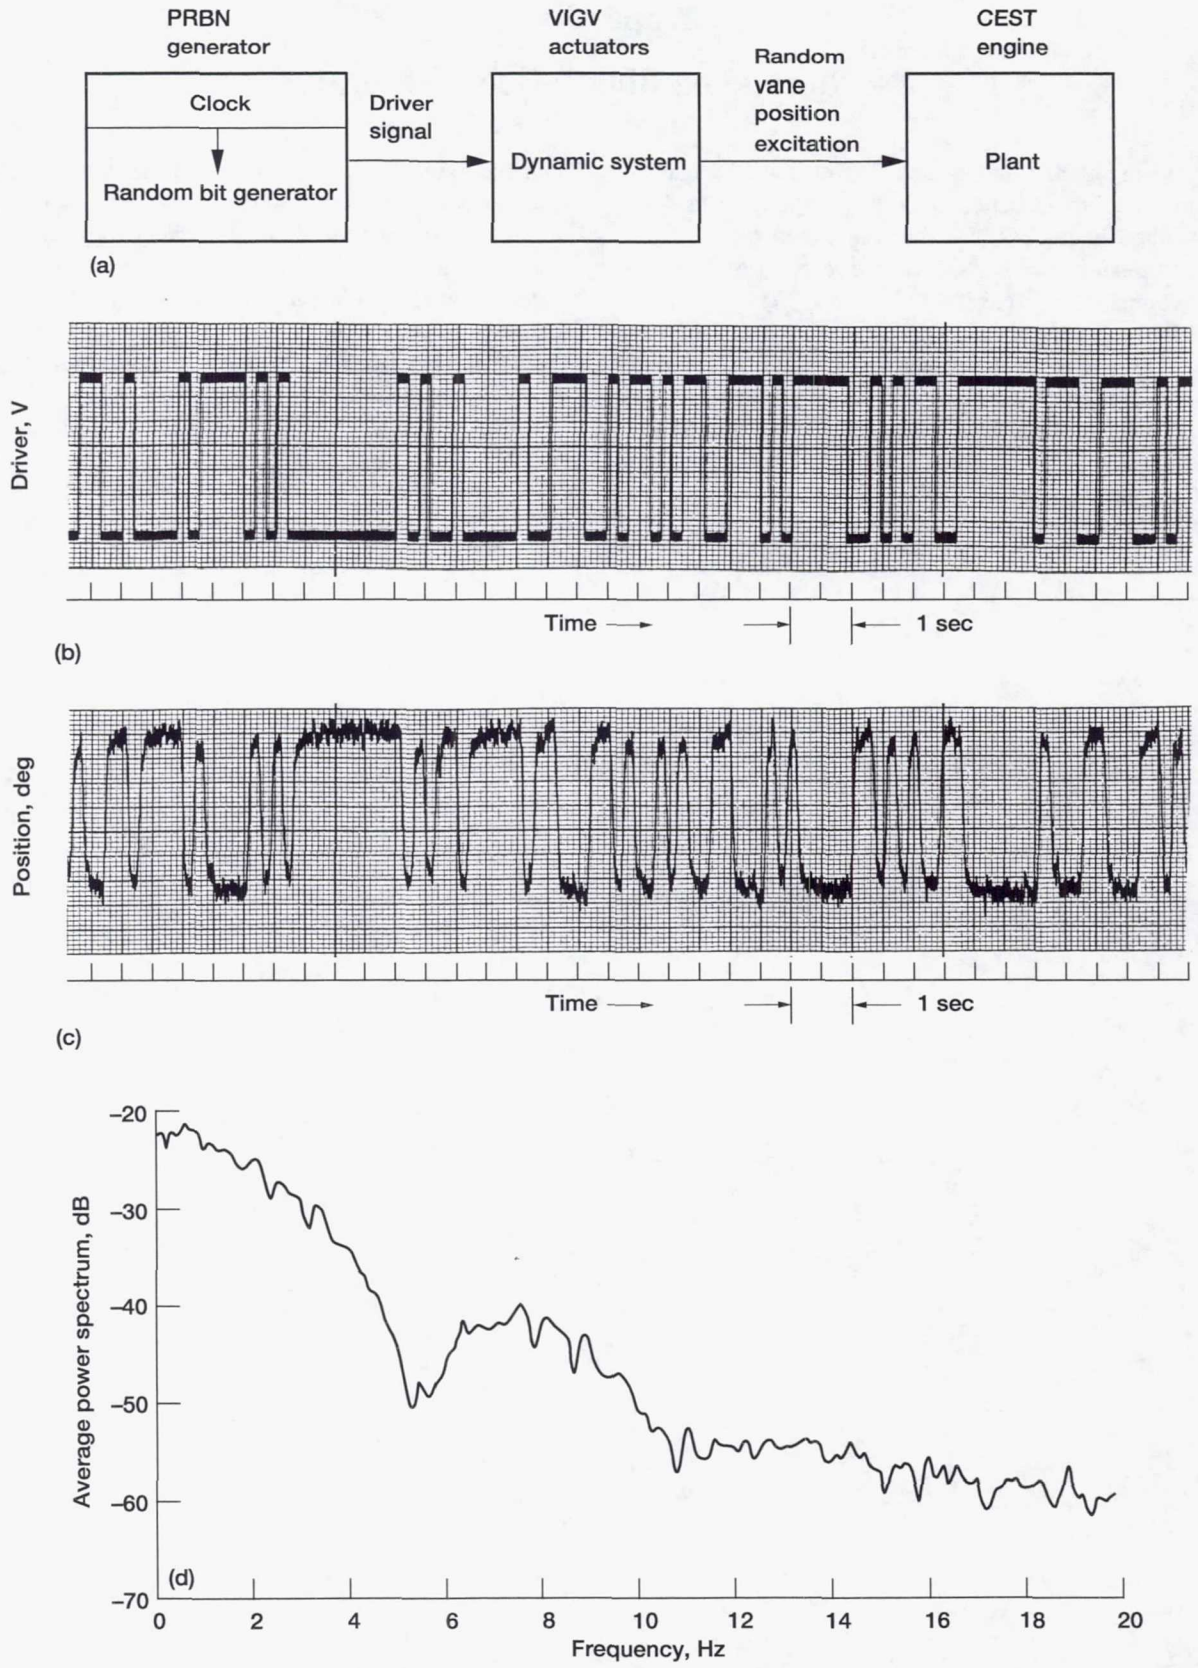 PRBN
generator
VIGV
actuators
CEST
engine
Clock
Random bit generator
Driver
signal
Dynamic system
Random
vane
position
excitation
Plant
(a)
Driver, V
Time
1 sec
(b)
Position, deg
Time
1 sec
(c)
Average power spectrum, dB
–20
–30
–40
–50
–60
–70
(d)
0 2 4 6 8 10 12 14 16 18 20
Frequency, Hz